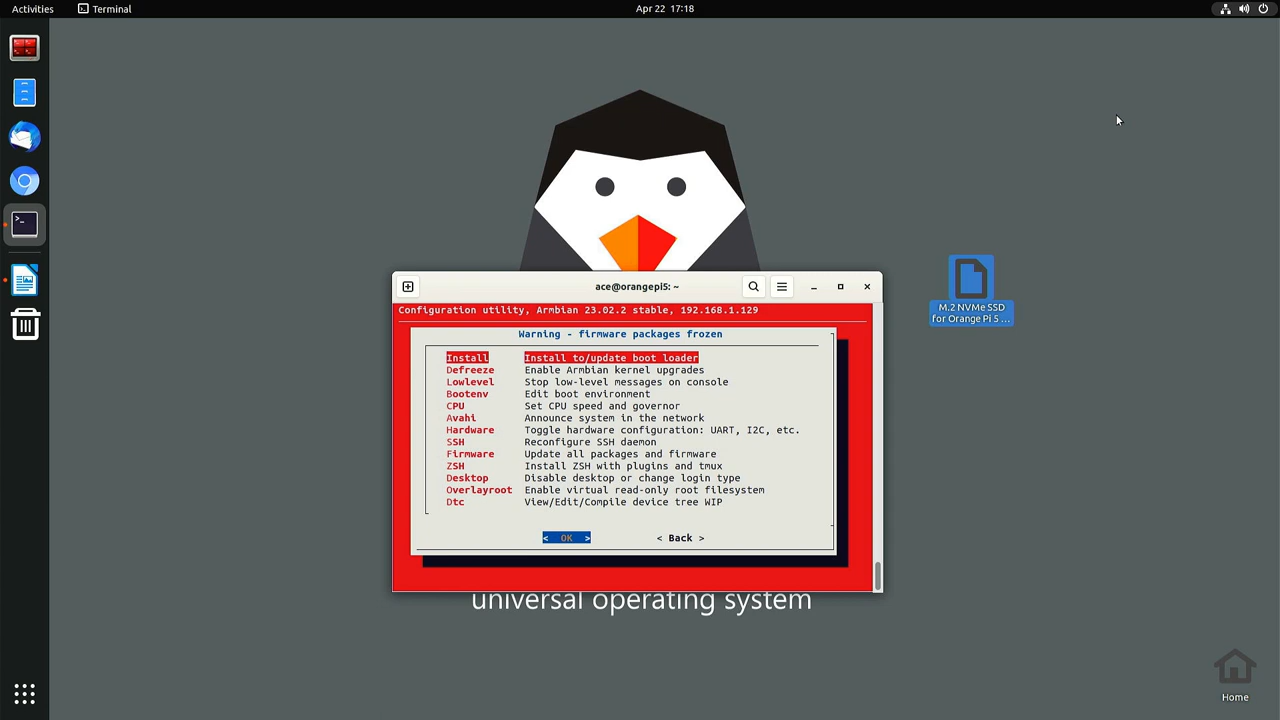 Activities
Terminal
Apr 22 17:18
ace@orangepi5: ~
Configuration utility, Armbian 23.02.2 stable, 192.168.1.129
Warning - firmware packages frozen
Install Install to/update boot loader
Defreeze Enable Armbian kernel upgrades
Lowlevel Stop low-level messages on console
Bootenv Edit boot environment
CPU Set CPU speed and governor
Avahi Announce system in the network
Hardware Toggle hardware configuration: UART, I2C, etc.
SSH Reconfigure SSH daemon
Firmware Update all packages and firmware
ZSH Install ZSH with plugins and tmux
Desktop Disable desktop or change login type
Overlayroot Enable virtual read-only root filesystem
Dtc View/Edit/Compile device tree WIP
< OK > < Back >
universal operating system
M.2 NVMe SSD
for Orange Pi 5 ...
Home